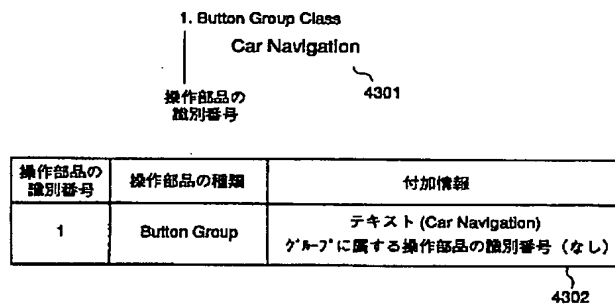 1. Button Group Class
Car Navigation
4301
操作部品の
識別番号
操作部品の
識別番号
操作部品の種類
付加情報
1
Button Group
テキスト (Car Navigation)
グループに属する操作部品の識別番号 (なし)
4302